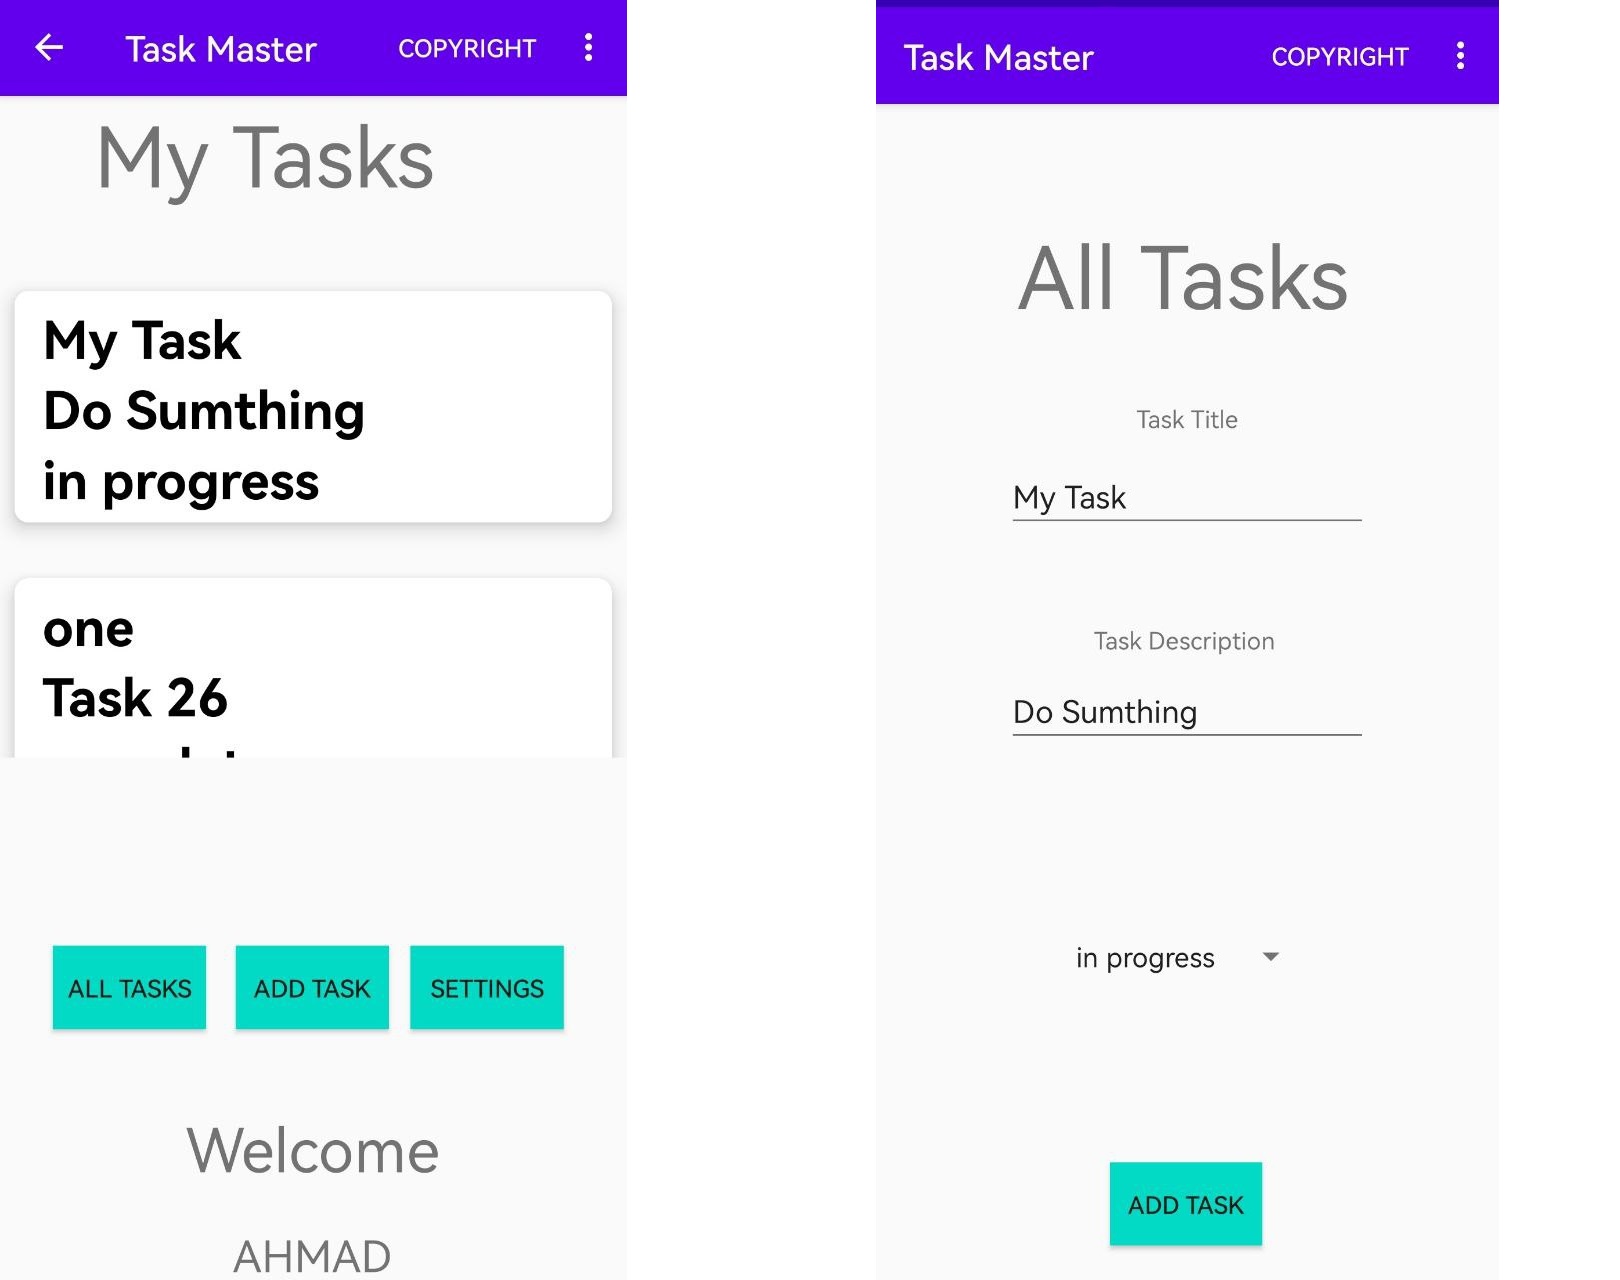 Task Master
COPYRIGHT
My Tasks
My Task
Do Sumthing
in progress
one
Task 26
ALL TASKS
ADD TASK
SETTINGS
Welcome
AHMAD
Task Master
COPYRIGHT
All Tasks
Task Title
My Task
Task Description
Do Sumthing
in progress
ADD TASK